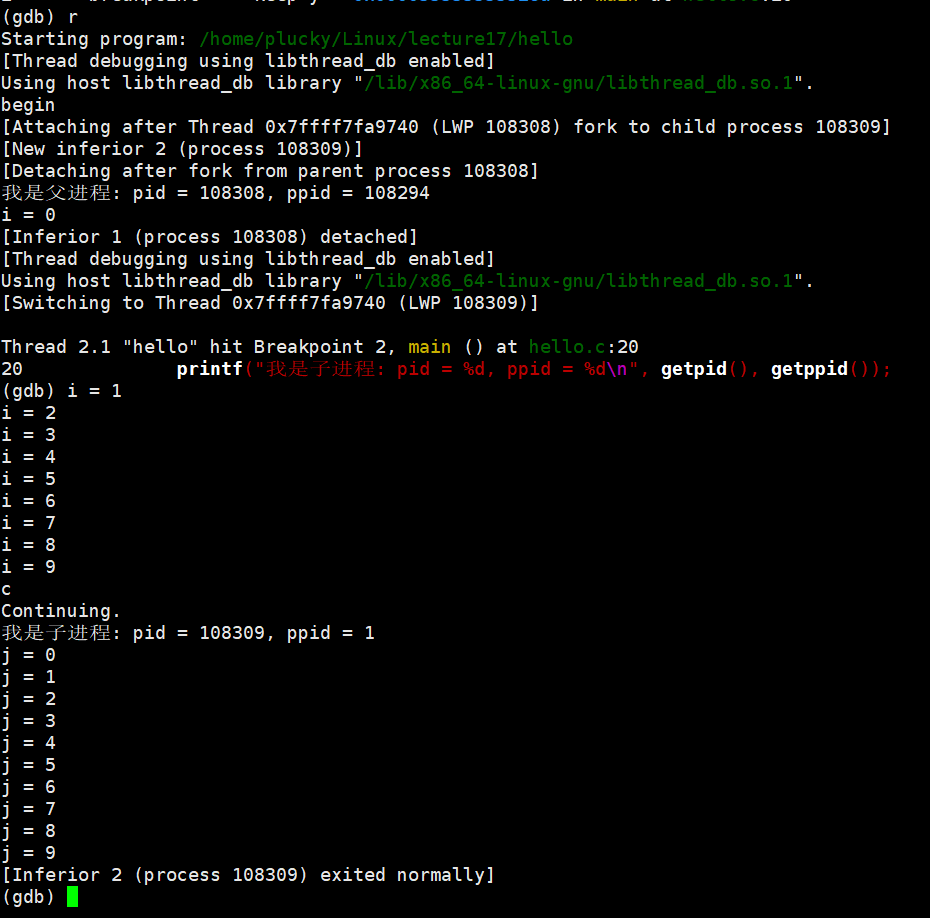 (gdb) r
Starting program: /home/plucky/Linux/lecture17/hello
[Thread debugging using libthread_db enabled]
Using host libthread_db library "/lib/x86_64-linux-gnu/libthread_db.so.1".
begin
[Attaching after Thread 0x7ffff7fa9740 (LWP 108308) fork to child process 108309]
[New inferior 2 (process 108309)]
[Detaching after fork from parent process 108308]
我是父进程: pid = 108308, ppid = 108294
i = 0
[Inferior 1 (process 108308) detached]
[Thread debugging using libthread_db enabled]
Using host libthread_db library "/lib/x86_64-linux-gnu/libthread_db.so.1".
[Switching to Thread 0x7ffff7fa9740 (LWP 108309)]
Thread 2.1 "hello" hit Breakpoint 2, main () at hello.c:20
20 printf("我是子进程: pid = %d, ppid = %d\n", getpid(), getppid());
(gdb) i = 1
i = 2
i = 3
i = 4
i = 5
i = 6
i = 7
i = 8
i = 9
c
Continuing.
我是子进程: pid = 108309, ppid = 1
j = 0
j = 1
j = 2
j = 3
j = 4
j = 5
j = 6
j = 7
j = 8
j = 9
[Inferior 2 (process 108309) exited normally]
(gdb)